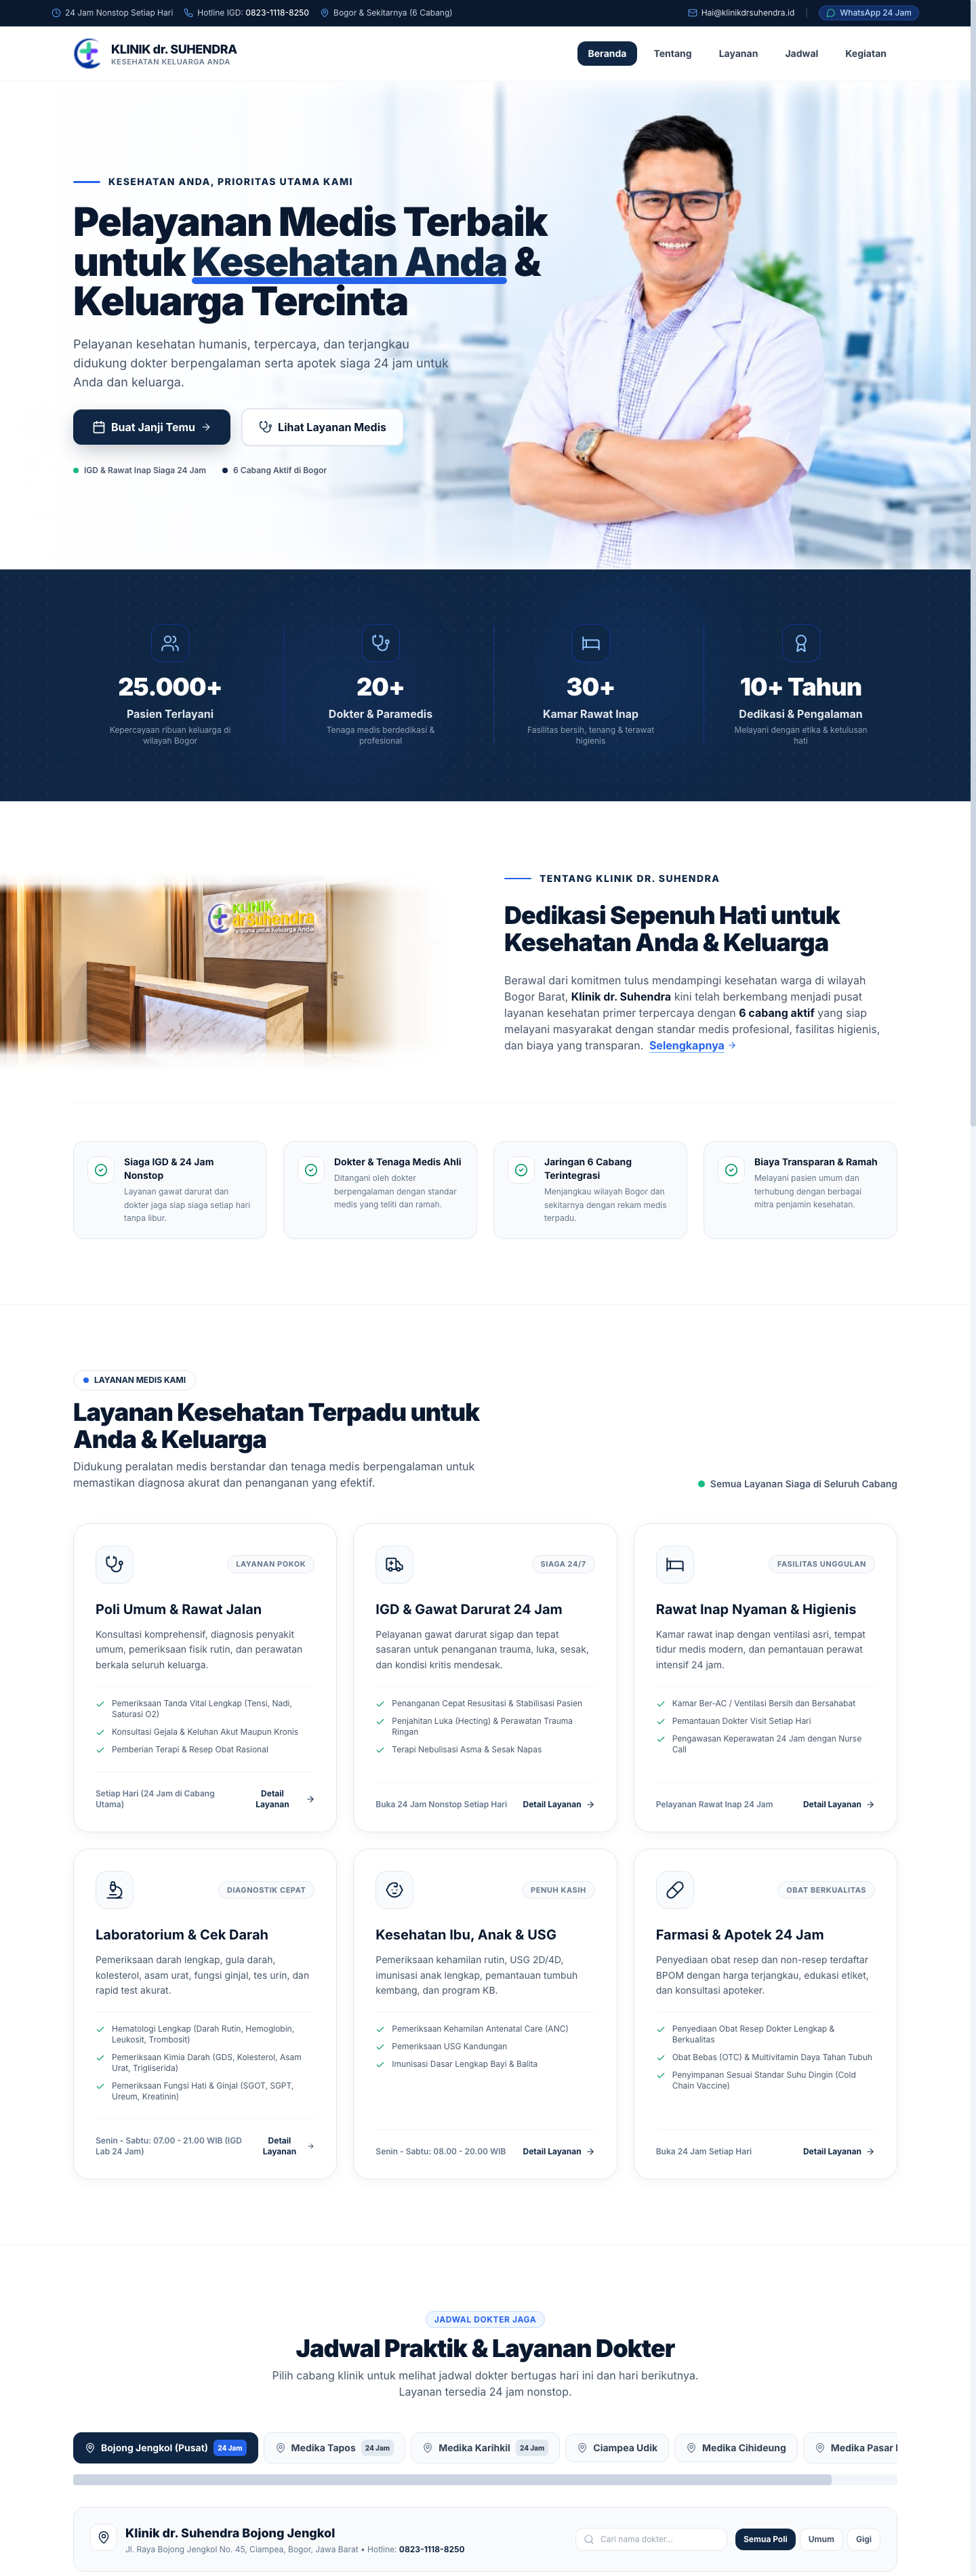 24 Jam Nonstop Setiap Hari
Hotline IGD: 0823-1118-8250
Bogor & Sekitarnya (6 Cabang)
Hai@klinikdrsuhendra.id
WhatsApp 24 Jam
KLINIK dr. SUHENDRA
KESEHATAN KELUARGA ANDA
Beranda
Tentang
Layanan
Jadwal
Kegiatan
KESEHATAN ANDA, PRIORITAS UTAMA KAMI
Pelayanan Medis Terbaik
untuk Kesehatan Anda &
Keluarga Tercinta
Pelayanan kesehatan humanis, terpercaya, dan terjangkau
didukung dokter berpengalaman serta apotek siaga 24 jam untuk
Anda dan keluarga.
Buat Janji Temu
Lihat Layanan Medis
IGD & Rawat Inap Siaga 24 Jam
6 Cabang Aktif di Bogor
25.000+
Pasien Terlayani
Kepercayaan ribuan keluarga di
wilayah Bogor
20+
Dokter & Paramedis
Tenaga medis berdedikasi &
profesional
30+
Kamar Rawat Inap
Fasilitas bersih, tenang & terawat
higienis
10+ Tahun
Dedikasi & Pengalaman
Melayani dengan etika & ketulusan
hati
KLINIK
dr Suhendra
Paripurna untuk Keluarga Anda
TENTANG KLINIK DR. SUHENDRA
Dedikasi Sepenuh Hati untuk
Kesehatan Anda & Keluarga
Berawal dari komitmen tulus mendampingi kesehatan warga di wilayah
Bogor Barat, Klinik dr. Suhendra kini telah berkembang menjadi pusat
layanan kesehatan primer terpercaya dengan 6 cabang aktif yang siap
melayani masyarakat dengan standar medis profesional, fasilitas higienis,
dan biaya yang transparan. Selengkapnya
Siaga IGD & 24 Jam
Nonstop
Layanan gawat darurat dan
dokter jaga siap siaga setiap hari
tanpa libur.
Dokter & Tenaga Medis Ahli
Ditangani oleh dokter
berpengalaman dengan standar
medis yang teliti dan ramah.
Jaringan 6 Cabang
Terintegrasi
Menjangkau wilayah Bogor dan
sekitarnya dengan rekam medis
terpadu.
Biaya Transparan & Ramah
Melayani pasien umum dan
terhubung dengan berbagai
mitra penjamin kesehatan.
LAYANAN MEDIS KAMI
Layanan Kesehatan Terpadu untuk
Anda & Keluarga
Didukung peralatan medis berstandar dan tenaga medis berpengalaman untuk
memastikan diagnosa akurat dan penanganan yang efektif.
Semua Layanan Siaga di Seluruh Cabang
LAYANAN POKOK
Poli Umum & Rawat Jalan
Konsultasi komprehensif, diagnosis penyakit
umum, pemeriksaan fisik rutin, dan perawatan
berkala seluruh keluarga.
Pemeriksaan Tanda Vital Lengkap (Tensi, Nadi,
Saturasi O2)
Konsultasi Gejala & Keluhan Akut Maupun Kronis
Pemberian Terapi & Resep Obat Rasional
Setiap Hari (24 Jam di Cabang
Utama)
Detail
Layanan
SIAGA 24/7
IGD & Gawat Darurat 24 Jam
Pelayanan gawat darurat sigap dan tepat
sasaran untuk penanganan trauma, luka, sesak,
dan kondisi kritis mendesak.
Penanganan Cepat Resusitasi & Stabilisasi Pasien
Penjahitan Luka (Hecting) & Perawatan Trauma
Ringan
Terapi Nebulisasi Asma & Sesak Napas
Buka 24 Jam Nonstop Setiap Hari
Detail Layanan
FASILITAS UNGGULAN
Rawat Inap Nyaman & Higienis
Kamar rawat inap dengan ventilasi asri, tempat
tidur medis modern, dan pemantauan perawat
intensif 24 jam.
Kamar Ber-AC / Ventilasi Bersih dan Bersahabat
Pemantauan Dokter Visit Setiap Hari
Pengawasan Keperawatan 24 Jam dengan Nurse
Call
Pelayanan Rawat Inap 24 Jam
Detail Layanan
DIAGNOSTIK CEPAT
Laboratorium & Cek Darah
Pemeriksaan darah lengkap, gula darah,
kolesterol, asam urat, fungsi ginjal, tes urin, dan
rapid test akurat.
Hematologi Lengkap (Darah Rutin, Hemoglobin,
Leukosit, Trombosit)
Pemeriksaan Kimia Darah (GDS, Kolesterol, Asam
Urat, Trigliserida)
Pemeriksaan Fungsi Hati & Ginjal (SGOT, SGPT,
Ureum, Kreatinin)
Senin - Sabtu: 07.00 - 21.00 WIB (IGD
Lab 24 Jam)
Detail
Layanan
PENUH KASIH
Kesehatan Ibu, Anak & USG
Pemeriksaan kehamilan rutin, USG 2D/4D,
imunisasi anak lengkap, pemantauan tumbuh
kembang, dan program KB.
Pemeriksaan Kehamilan Antenatal Care (ANC)
Pemeriksaan USG Kandungan
Imunisasi Dasar Lengkap Bayi & Balita
Senin - Sabtu: 08.00 - 20.00 WIB
Detail Layanan
OBAT BERKUALITAS
Farmasi & Apotek 24 Jam
Penyediaan obat resep dan non-resep terdaftar
BPOM dengan harga terjangkau, edukasi etiket,
dan konsultasi apoteker.
Penyediaan Obat Resep Dokter Lengkap &
Berkualitas
Obat Bebas (OTC) & Multivitamin Daya Tahan Tubuh
Penyimpanan Sesuai Standar Suhu Dingin (Cold
Chain Vaccine)
Buka 24 Jam Setiap Hari
Detail Layanan
JADWAL DOKTER JAGA
Jadwal Praktik & Layanan Dokter
Pilih cabang klinik untuk melihat jadwal dokter bertugas hari ini dan hari berikutnya.
Layanan tersedia 24 jam nonstop.
Bojong Jengkol (Pusat) 24 Jam
Medika Tapos 24 Jam
Medika Karihkil 24 Jam
Ciampea Udik
Medika Cihideung
Medika Pasar
Klinik dr. Suhendra Bojong Jengkol
Jl. Raya Bojong Jengkol No. 45, Ciampea, Bogor, Jawa Barat • Hotline: 0823-1118-8250
Cari nama dokter...
Semua Poli
Umum
Gigi